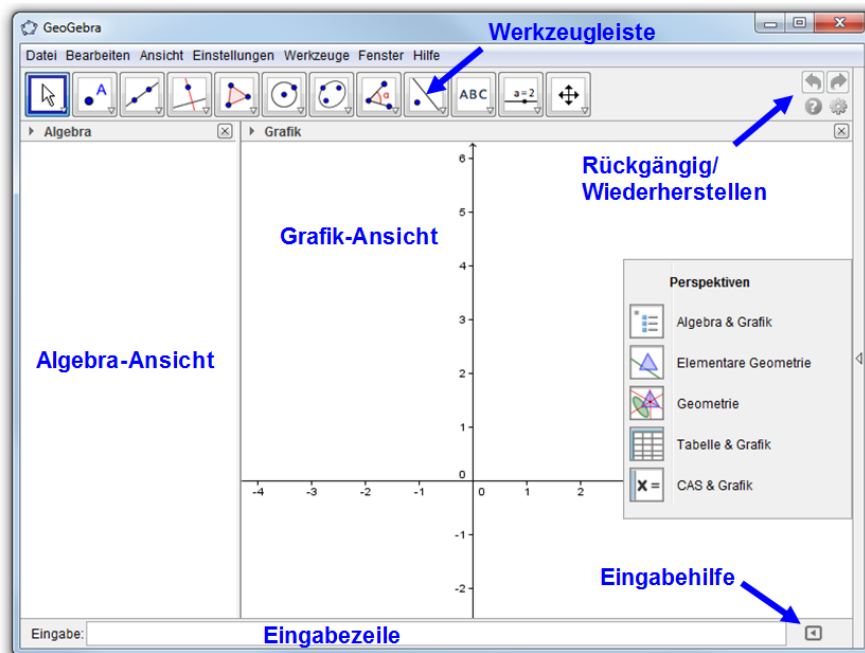 GeoGebra
Datei Bearbeiten Ansicht Einstellungen Werkzeuge Fenster Hilfe
Werkzeugleiste
A
α
ABC
a=2
Algebra
Grafik
Rückgängig/
Wiederherstellen
Grafik-Ansicht
Algebra-Ansicht
6
5
4
3
2
1
0
-1
-2
-4 -3 -2 -1 0 1 2
Perspektiven
Algebra & Grafik
Elementare Geometrie
Geometrie
Tabelle & Grafik
X =
CAS & Grafik
Eingabehilfe
Eingabe:
Eingabezeile